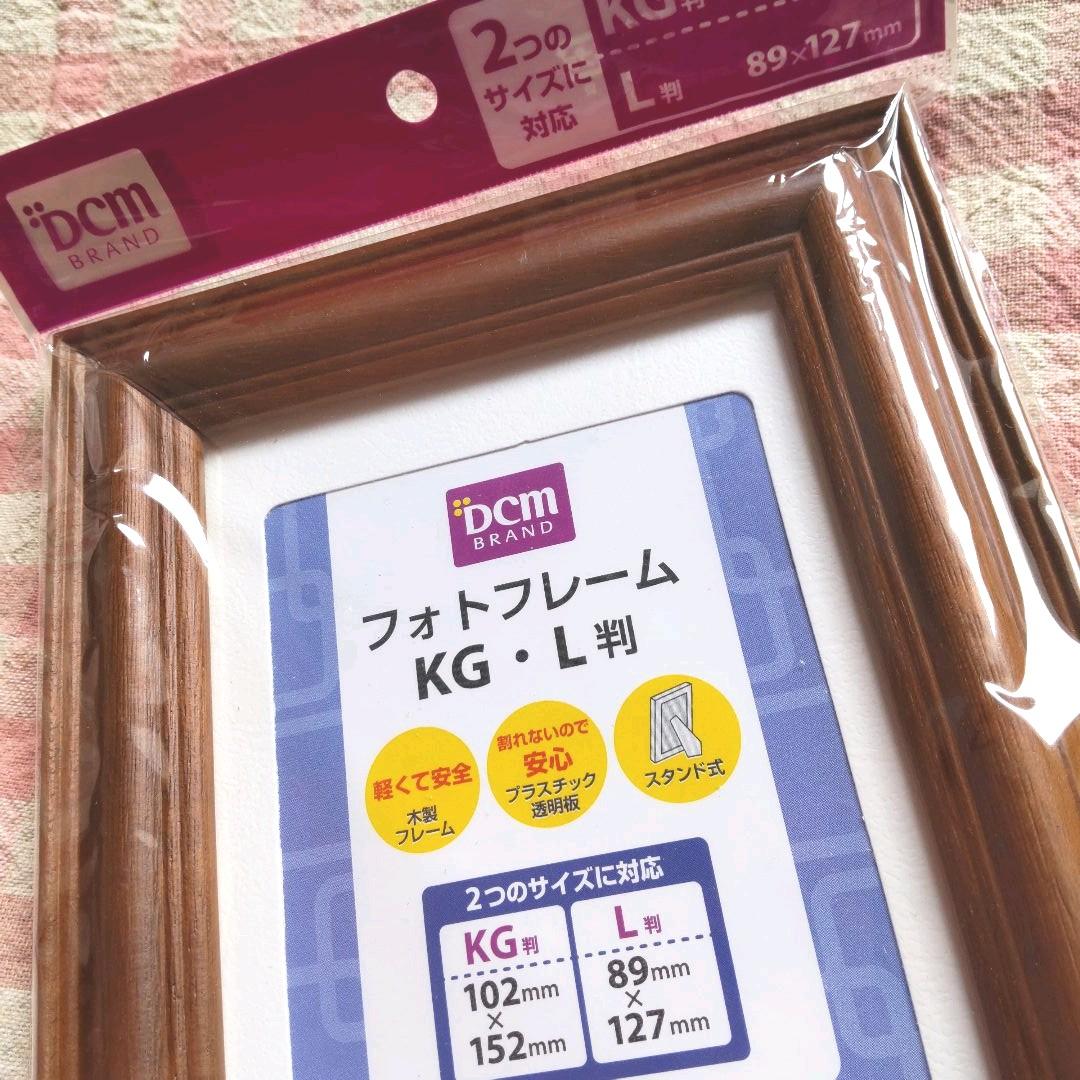 DCM
BRAND
2つの
サイズに
対応
KG判
L判
89×127mm
DCM
BRAND
フォトフレーム
KG・L判
軽くて安全
木製
フレーム
割れないので
安心
プラスチック
透明板
スタンド式
2つのサイズに対応
KG判
102mm
×
152mm
L判
89mm
×
127mm